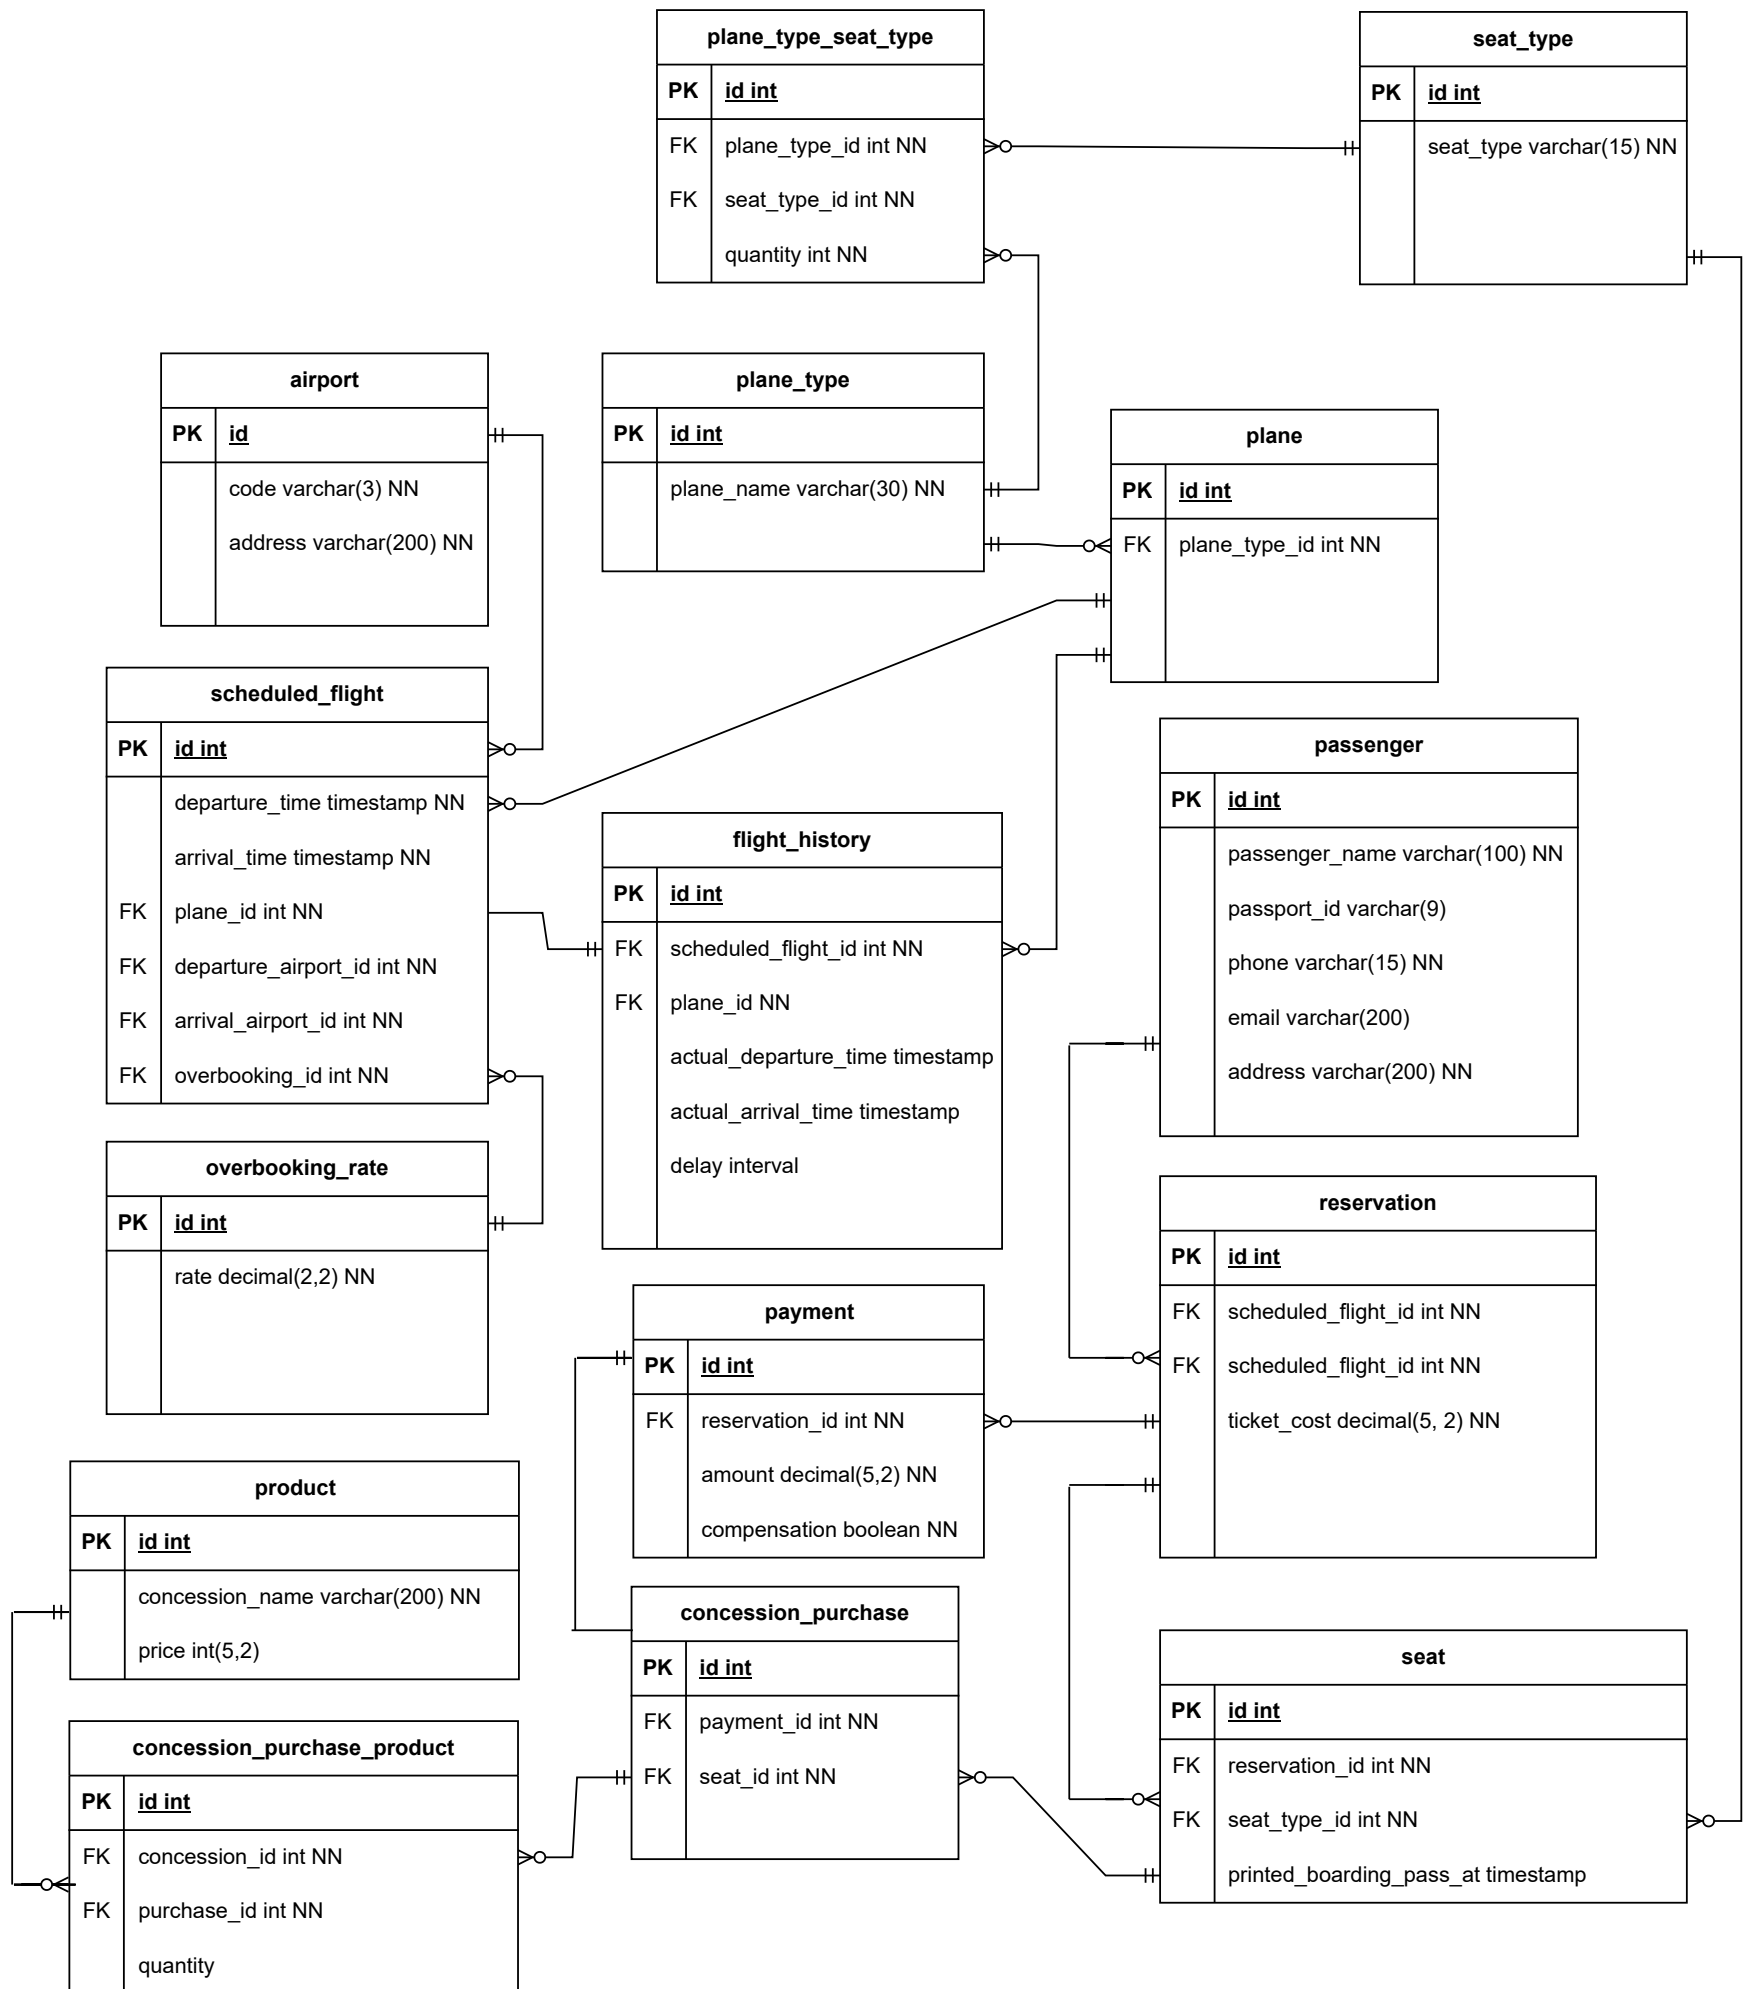 plane_type_seat_type
PK id int
FK plane_type_id int NN
FK seat_type_id int NN
quantity int NN
seat_type
PK id int
seat_type varchar(15) NN
airport
PK id
code varchar(3) NN
address varchar(200) NN
plane_type
PK id int
plane_name varchar(30) NN
plane
PK id int
FK plane_type_id int NN
scheduled_flight
PK id int
departure_time timestamp NN
arrival_time timestamp NN
FK plane_id int NN
FK departure_airport_id int NN
FK arrival_airport_id int NN
FK overbooking_id int NN
flight_history
PK id int
FK scheduled_flight_id int NN
FK plane_id NN
actual_departure_time timestamp
actual_arrival_time timestamp
delay interval
passenger
PK id int
passenger_name varchar(100) NN
passport_id varchar(9)
phone varchar(15) NN
email varchar(200)
address varchar(200) NN
overbooking_rate
PK id int
rate decimal(2,2) NN
reservation
PK id int
FK scheduled_flight_id int NN
FK scheduled_flight_id int NN
ticket_cost decimal(5, 2) NN
payment
PK id int
FK reservation_id int NN
amount decimal(5,2) NN
compensation boolean NN
product
PK id int
concession_name varchar(200) NN
price int(5,2)
concession_purchase
PK id int
FK payment_id int NN
FK seat_id int NN
seat
PK id int
FK reservation_id int NN
FK seat_type_id int NN
printed_boarding_pass_at timestamp
concession_purchase_product
PK id int
FK concession_id int NN
FK purchase_id int NN
quantity